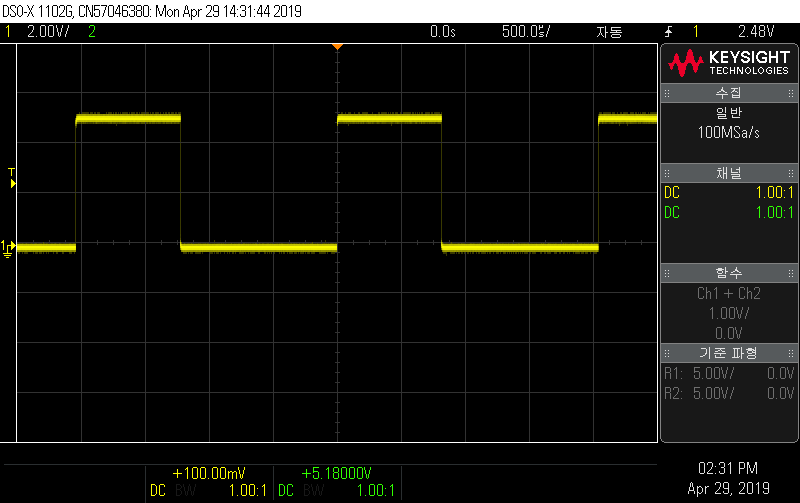 DSO-X 1102G, CN57046380: Mon Apr 29 14:31:44 2019
1 2.00V/ 2 0.0s 500.0㎲/ 자동 1 2.48V
KEYSIGHT
TECHNOLOGIES
수집
일반
100MSa/s
T
채널
DC 1.00:1
DC 1.00:1
1
함수
Ch1 + Ch2
1.00V/
0.0V
기준 파형
R1: 5.00V/ 0.0V
R2: 5.00V/ 0.0V
+100.00mV +5.18000V
DC BW 1.00:1 DC BW 1.00:1
02:31 PM
Apr 29, 2019